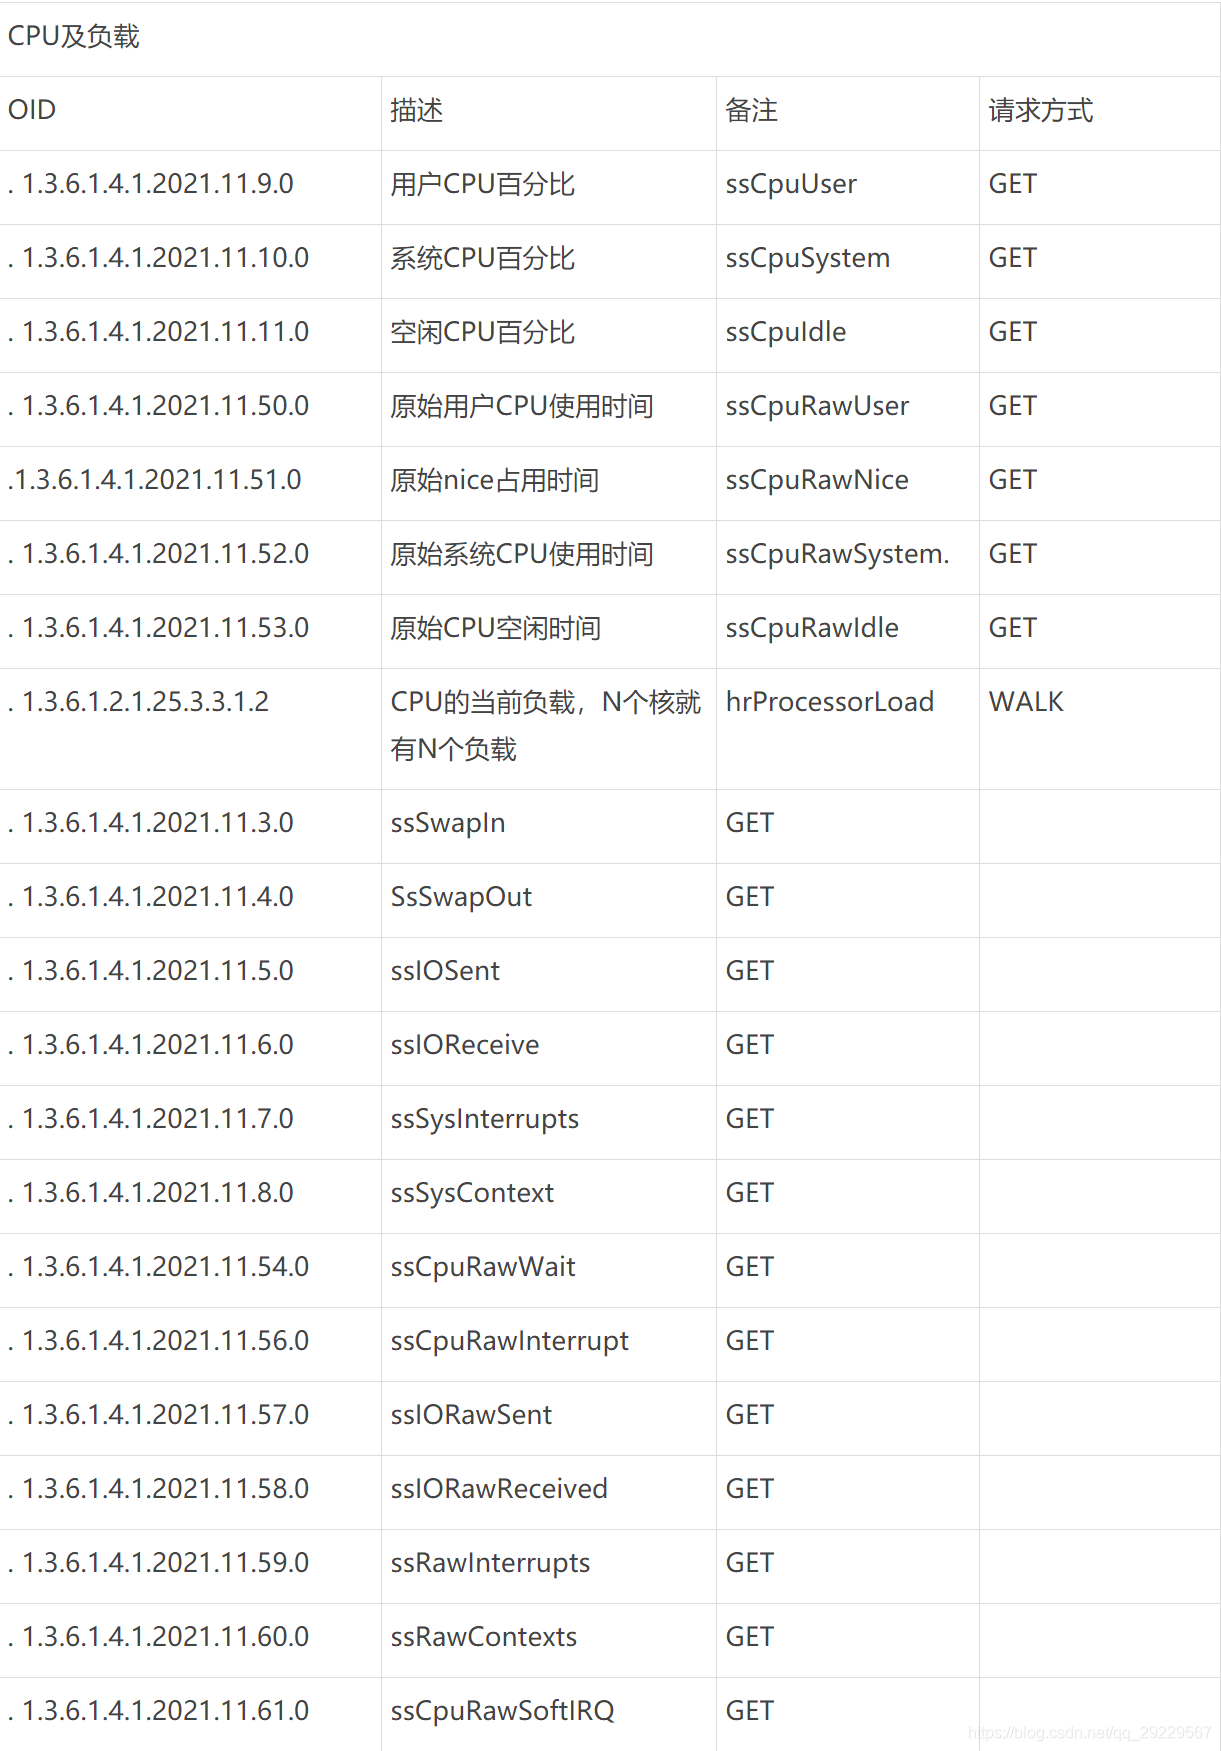 CPU及负载
OID 描述 备注 请求方式
. 1.3.6.1.4.1.2021.11.9.0 用户CPU百分比 ssCpuUser GET
. 1.3.6.1.4.1.2021.11.10.0 系统CPU百分比 ssCpuSystem GET
. 1.3.6.1.4.1.2021.11.11.0 空闲CPU百分比 ssCpuIdle GET
. 1.3.6.1.4.1.2021.11.50.0 原始用户CPU使用时间 ssCpuRawUser GET
.1.3.6.1.4.1.2021.11.51.0 原始nice占用时间 ssCpuRawNice GET
. 1.3.6.1.4.1.2021.11.52.0 原始系统CPU使用时间 ssCpuRawSystem. GET
. 1.3.6.1.4.1.2021.11.53.0 原始CPU空闲时间 ssCpuRawIdle GET
. 1.3.6.1.2.1.25.3.3.1.2 CPU的当前负载，N个核就 hrProcessorLoad WALK
有N个负载
. 1.3.6.1.4.1.2021.11.3.0 ssSwapIn GET
. 1.3.6.1.4.1.2021.11.4.0 SsSwapOut GET
. 1.3.6.1.4.1.2021.11.5.0 ssIOSent GET
. 1.3.6.1.4.1.2021.11.6.0 ssIOReceive GET
. 1.3.6.1.4.1.2021.11.7.0 ssSysInterrupts GET
. 1.3.6.1.4.1.2021.11.8.0 ssSysContext GET
. 1.3.6.1.4.1.2021.11.54.0 ssCpuRawWait GET
. 1.3.6.1.4.1.2021.11.56.0 ssCpuRawInterrupt GET
. 1.3.6.1.4.1.2021.11.57.0 ssIORawSent GET
. 1.3.6.1.4.1.2021.11.58.0 ssIORawReceived GET
. 1.3.6.1.4.1.2021.11.59.0 ssRawInterrupts GET
. 1.3.6.1.4.1.2021.11.60.0 ssRawContexts GET
. 1.3.6.1.4.1.2021.11.61.0 ssCpuRawSoftIRQ GET
https://blog.csdn.net/qq_29229567